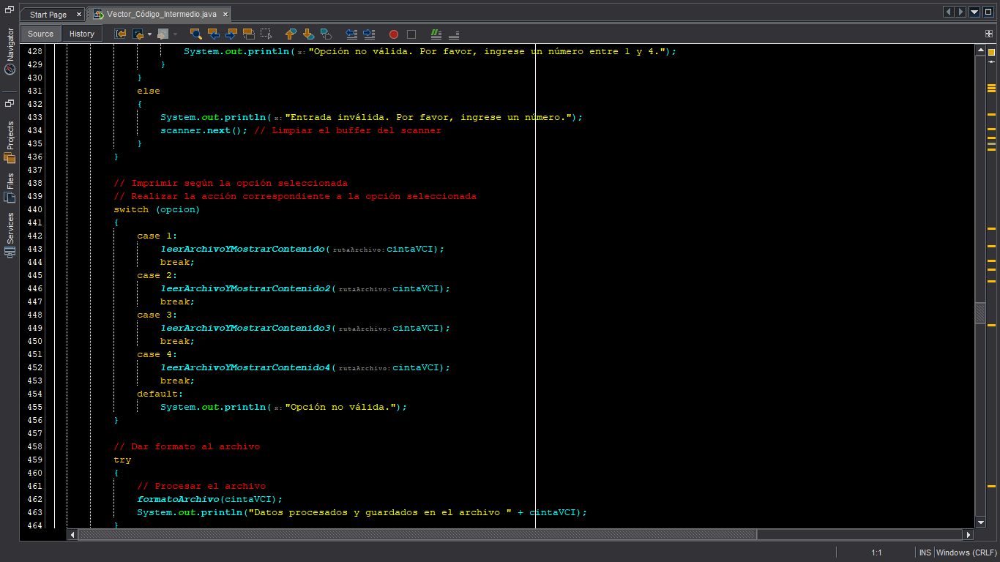 Start Page
Vector_Código_Intermedio.java
Source
History
Navigator
Projects
Files
Services
428 System.out.println(x:"Opción no válida. Por favor, ingrese un número entre 1 y 4.");
429 }
430 }
431 else
432 {
433 System.out.println(x:"Entrada inválida. Por favor, ingrese un número.");
434 scanner.next(); // Limpiar el buffer del scanner
435 }
436 }
437
438 // Imprimir según la opción seleccionada
439 // Realizar la acción correspondiente a la opción seleccionada
440 switch (opcion)
441 {
442 case 1:
443 leerArchivoYMostrarContenido(rutaArchivo:cintaVCI);
444 break;
445 case 2:
446 leerArchivoYMostrarContenido2(rutaArchivo:cintaVCI);
447 break;
448 case 3:
449 leerArchivoYMostrarContenido3(rutaArchivo:cintaVCI);
450 break;
451 case 4:
452 leerArchivoYMostrarContenido4(rutaArchivo:cintaVCI);
453 break;
454 default:
455 System.out.println(x:"Opción no válida.");
456 }
457
458 // Dar formato al archivo
459 try
460 {
461 // Procesar el archivo
462 formatoArchivo(cintaVCI);
463 System.out.println("Datos procesados y guardados en el archivo " + cintaVCI);
464 }
1:1
INS
Windows (CRLF)